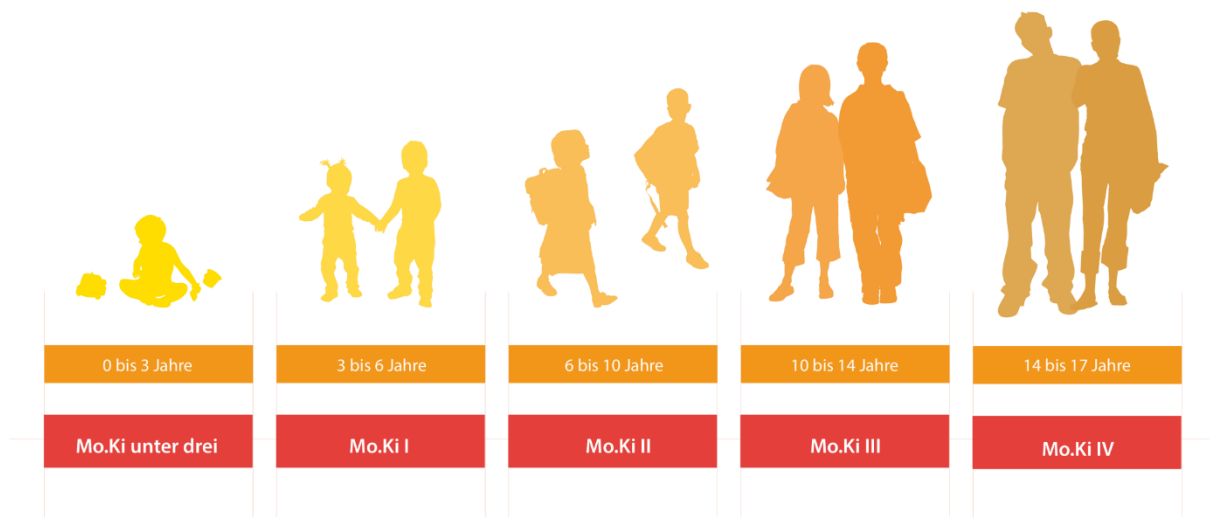 0 bis 3 Jahre
3 bis 6 Jahre
6 bis 10 Jahre
10 bis 14 Jahre
14 bis 17 Jahre
Mo.Ki unter drei
Mo.Ki I
Mo.Ki II
Mo.Ki III
Mo.Ki IV